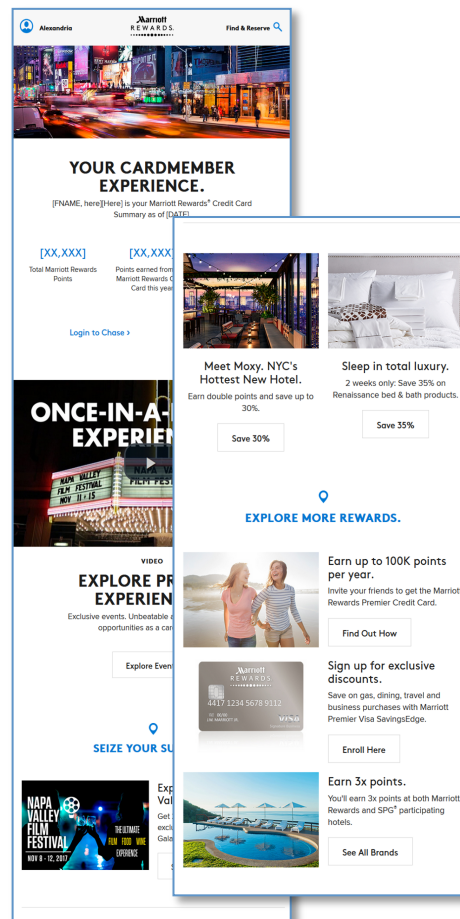 Alexandria
Marriott
REWARDS.
Find & Reserve
YOUR CARDMEMBER
EXPERIENCE.
[FNAME, here][Here] is your Marriott Rewards® Credit Card
Summary as of [DATE]
[XX,XXX]
Total Marriott Rewards
Points
[XX,XXX]
Points earned from
Marriott Rewards
Card this year
Login to Chase >
ONCE-IN-A-
NAPA VALLEY
FILM FESTIVAL
NOV 11 - 15
VIDEO
EXPLORE
Exclusive events. Unbeatable
opportunities as a
Explore
SEIZE YOUR
NAPA
VALLEY
FILM
FESTIVAL
NOV 8 - 12, 2017
THE ULTIMATE
FILM FOOD WINE
EXPERIENCE
Get
Meet Moxy. NYC's
Hottest New Hotel.
Earn double points and save up to
30%.
Save 30%
Sleep in total luxury.
2 weeks only: Save 35% on
Renaissance bed & bath products.
Save 35%
EXPLORE MORE REWARDS.
Earn up to 100K points
per year.
Invite your friends to get the Marriott
Rewards Premier Credit Card.
Find Out How
Marriott
REWARDS
4417 1234 5678 9112
VISA
Sign up for exclusive
discounts.
Save on gas, dining, travel and
business purchases with Marriott
Premier Visa SavingsEdge.
Enroll Here
Earn 3x points.
You'll earn 3x points at both Marriott
Rewards and SPG® participating
hotels.
See All Brands